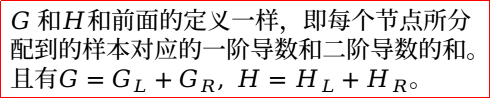 G 和H和前面的定义一样，即每个节点所分
配到的样本对应的一阶导数和二阶导数的和。
且有G = G_L + G_R，H = H_L + H_R。